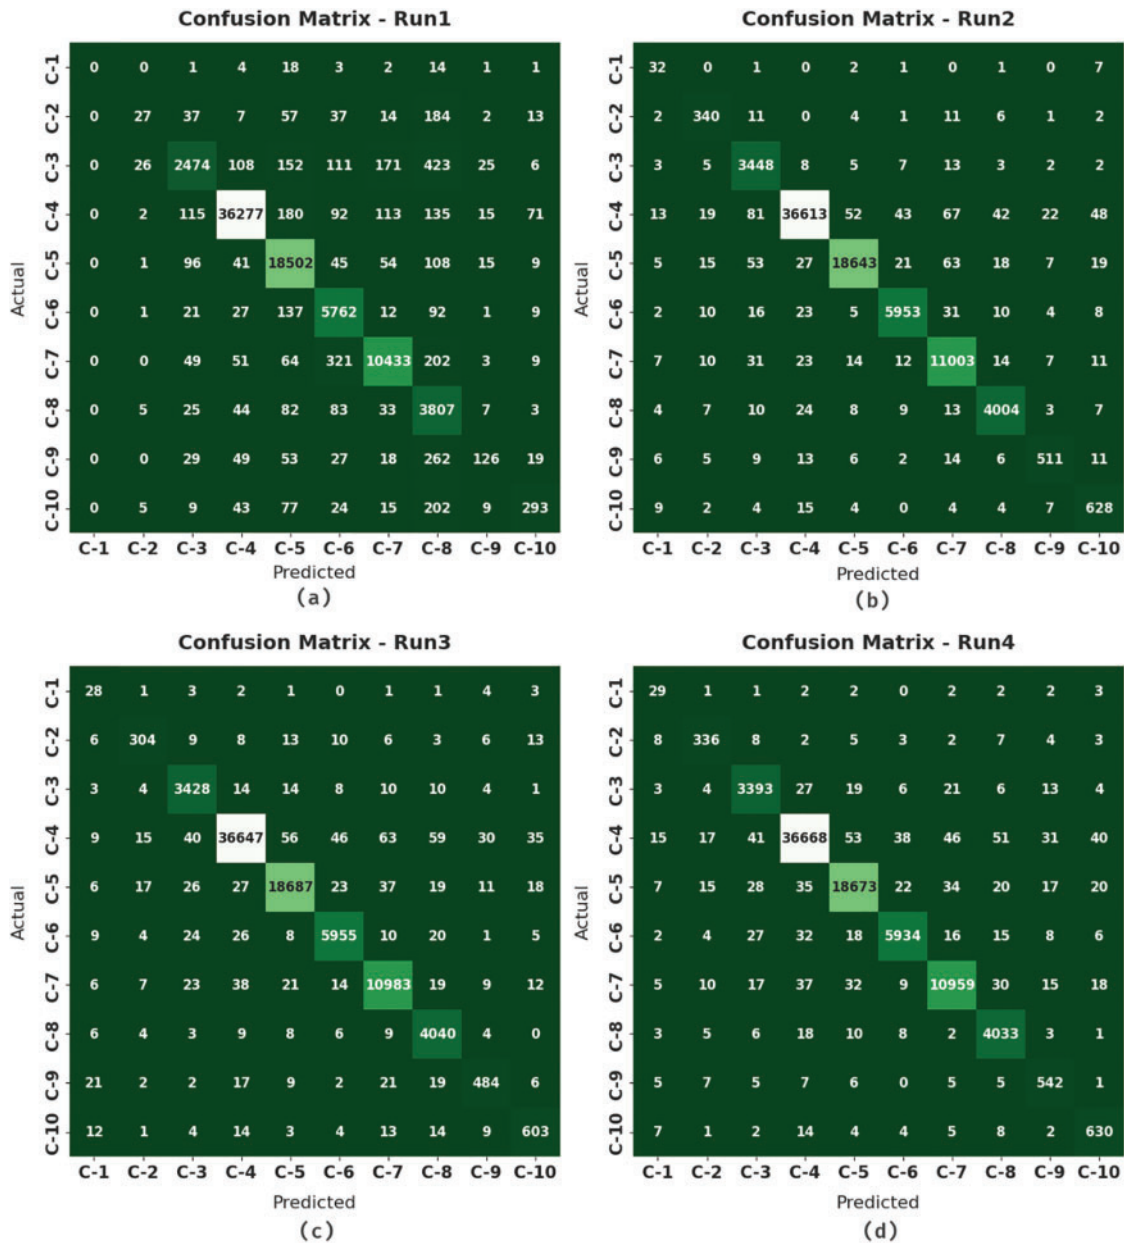 Confusion Matrix - Run1
C-1 0 0 1 4 18 3 2 14 1 1
C-2 0 27 37 7 57 37 14 184 2 13
C-3 0 26 2474 108 152 111 171 423 25 6
C-4 0 2 115 36277 180 92 113 135 15 71
C-5 0 1 96 41 18502 45 54 108 15 9
C-6 0 1 21 27 137 5762 12 92 1 9
C-7 0 0 49 51 64 321 10433 202 3 9
C-8 0 5 25 44 82 83 33 3807 7 3
C-9 0 0 29 49 53 27 18 262 126 19
C-10 0 5 9 43 77 24 15 202 9 293
C-1 C-2 C-3 C-4 C-5 C-6 C-7 C-8 C-9 C-10
Actual
Predicted
(a)
Confusion Matrix - Run2
C-1 32 0 1 0 2 1 0 1 0 7
C-2 2 340 11 0 4 1 11 6 1 2
C-3 3 5 3448 8 5 7 13 3 2 2
C-4 13 19 81 36613 52 43 67 42 22 48
C-5 5 15 53 27 18643 21 63 18 7 19
C-6 2 10 16 23 5 5953 31 10 4 8
C-7 7 10 31 23 14 12 11003 14 7 11
C-8 4 7 10 24 8 9 13 4004 3 7
C-9 6 5 9 13 6 2 14 6 511 11
C-10 9 2 4 15 4 0 4 4 7 628
C-1 C-2 C-3 C-4 C-5 C-6 C-7 C-8 C-9 C-10
Actual
Predicted
(b)
Confusion Matrix - Run3
C-1 28 1 3 2 1 0 1 1 4 3
C-2 6 304 9 8 13 10 6 3 6 13
C-3 3 4 3428 14 14 8 10 10 4 1
C-4 9 15 40 36647 56 46 63 59 30 35
C-5 6 17 26 27 18687 23 37 19 11 18
C-6 9 4 24 26 8 5955 10 20 1 5
C-7 6 7 23 38 21 14 10983 19 9 12
C-8 6 4 3 9 8 6 9 4040 4 0
C-9 21 2 2 17 9 2 21 19 484 6
C-10 12 1 4 14 3 4 13 14 9 603
C-1 C-2 C-3 C-4 C-5 C-6 C-7 C-8 C-9 C-10
Actual
Predicted
(c)
Confusion Matrix - Run4
C-1 29 1 1 2 2 0 2 2 2 3
C-2 8 336 8 2 5 3 2 7 4 3
C-3 3 4 3393 27 19 6 21 6 13 4
C-4 15 17 41 36668 53 38 46 51 31 40
C-5 7 15 28 35 18673 22 34 20 17 20
C-6 2 4 27 32 18 5934 16 15 8 6
C-7 5 10 17 37 32 9 10959 30 15 18
C-8 3 5 6 18 10 8 2 4033 3 1
C-9 5 7 5 7 6 0 5 5 542 1
C-10 7 1 2 14 4 4 5 8 2 630
C-1 C-2 C-3 C-4 C-5 C-6 C-7 C-8 C-9 C-10
Actual
Predicted
(d)